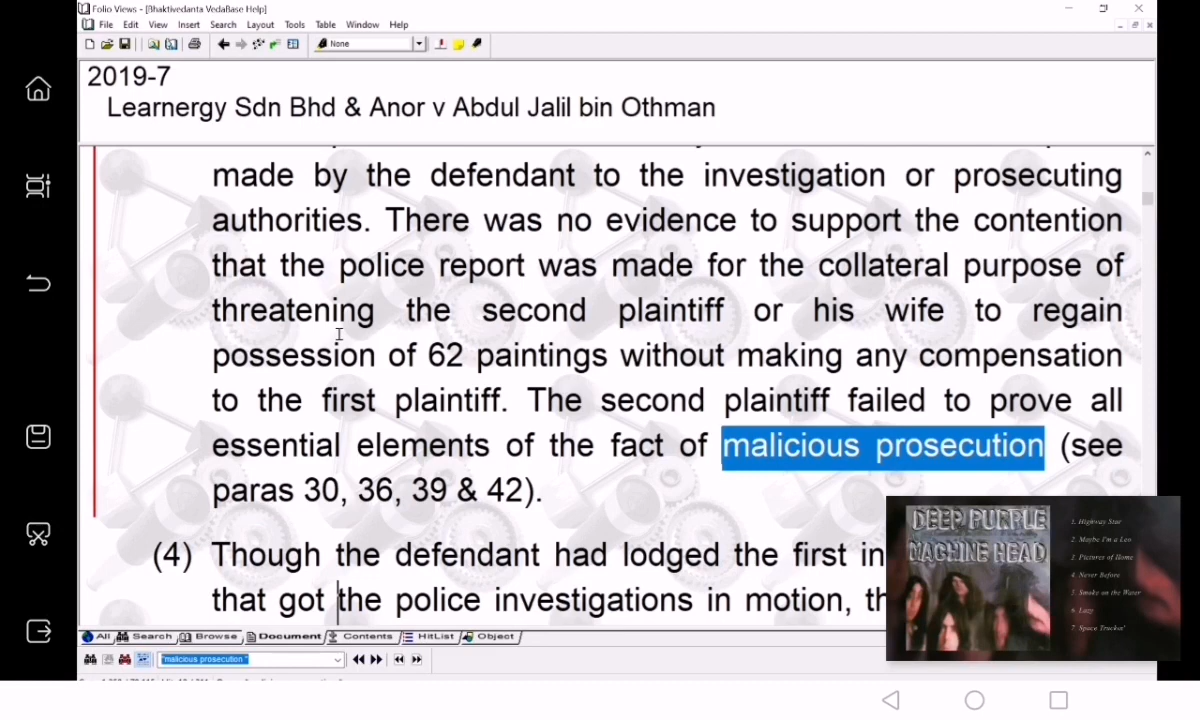 Folio Views - [Bhaktivedanta VedaBase Help]
File Edit View Insert Search Layout Tools Table Window Help
None
2019-7
Learnergy Sdn Bhd & Anor v Abdul Jalil bin Othman
made by the defendant to the investigation or prosecuting
authorities. There was no evidence to support the contention
that the police report was made for the collateral purpose of
threatening the second plaintiff or his wife to regain
possession of 62 paintings without making any compensation
to the first plaintiff. The second plaintiff failed to prove all
essential elements of the fact of malicious prosecution (see
paras 30, 36, 39 & 42).
(4) Though the defendant had lodged the first in
that got the police investigations in motion, th
DEEP PURPLE
MACHINE HEAD
1. Highway Star
2. Maybe I'm a Leo
3. Pictures of Home
4. Never Before
5. Smoke on the Water
6. Lazy
7. Space Truckin'
All Search Browse Document Contents HitList Object
"malicious prosecution "